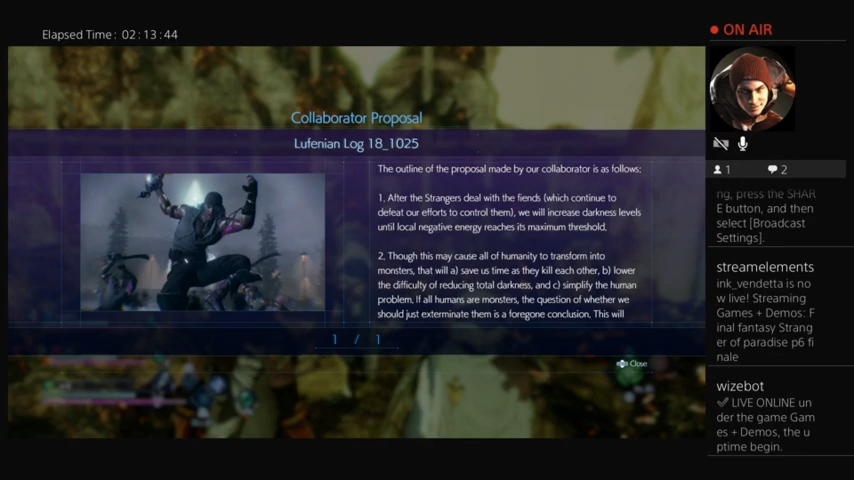 Elapsed Time: 02:13:44
ON AIR
Collaborator Proposal
Lufenian Log 18_1025
The outline of the proposal made by our collaborator is as follows:
1. After the Strangers deal with the fiends (which continue to
defeat our efforts to control them), we will increase darkness levels
until local negative energy reaches its maximum threshold.
2. Though this may cause all of humanity to transform into
monsters, that will a) save us time as they kill each other, b) lower
the difficulty of reducing total darkness, and c) simplify the human
problem. If all humans are monsters, the question of whether we
should just exterminate them is a foregone conclusion. This will
1 / 1
Close
1
2
ng, press the SHAR
E button, and then
select [Broadcast
Settings].
streamelements
ink_vendetta is no
w live! Streaming
Games + Demos: F
inal fantasy Strang
er of paradise p6 fi
nale
wizebot
✓ LIVE ONLINE un
der the game Gam
es + Demos, the u
ptime begin.